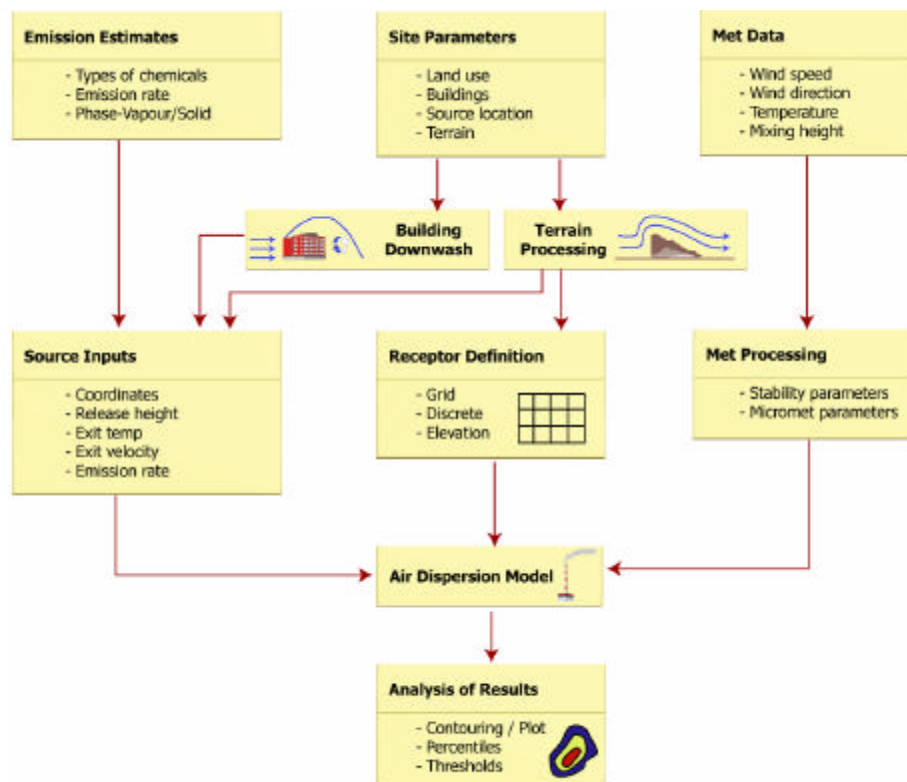 Emission Estimates
- Types of chemicals
- Emission rate
- Phase-Vapour/Solid
Site Parameters
- Land use
- Buildings
- Source location
- Terrain
Met Data
- Wind speed
- Wind direction
- Temperature
- Mixing height
Building
Downwash
Terrain
Processing
Source Inputs
- Coordinates
- Release height
- Exit temp
- Exit velocity
- Emission rate
Receptor Definition
- Grid
- Discrete
- Elevation
Met Processing
- Stability parameters
- Micromet parameters
Air Dispersion Model
Analysis of Results
- Contouring / Plot
- Percentiles
- Thresholds